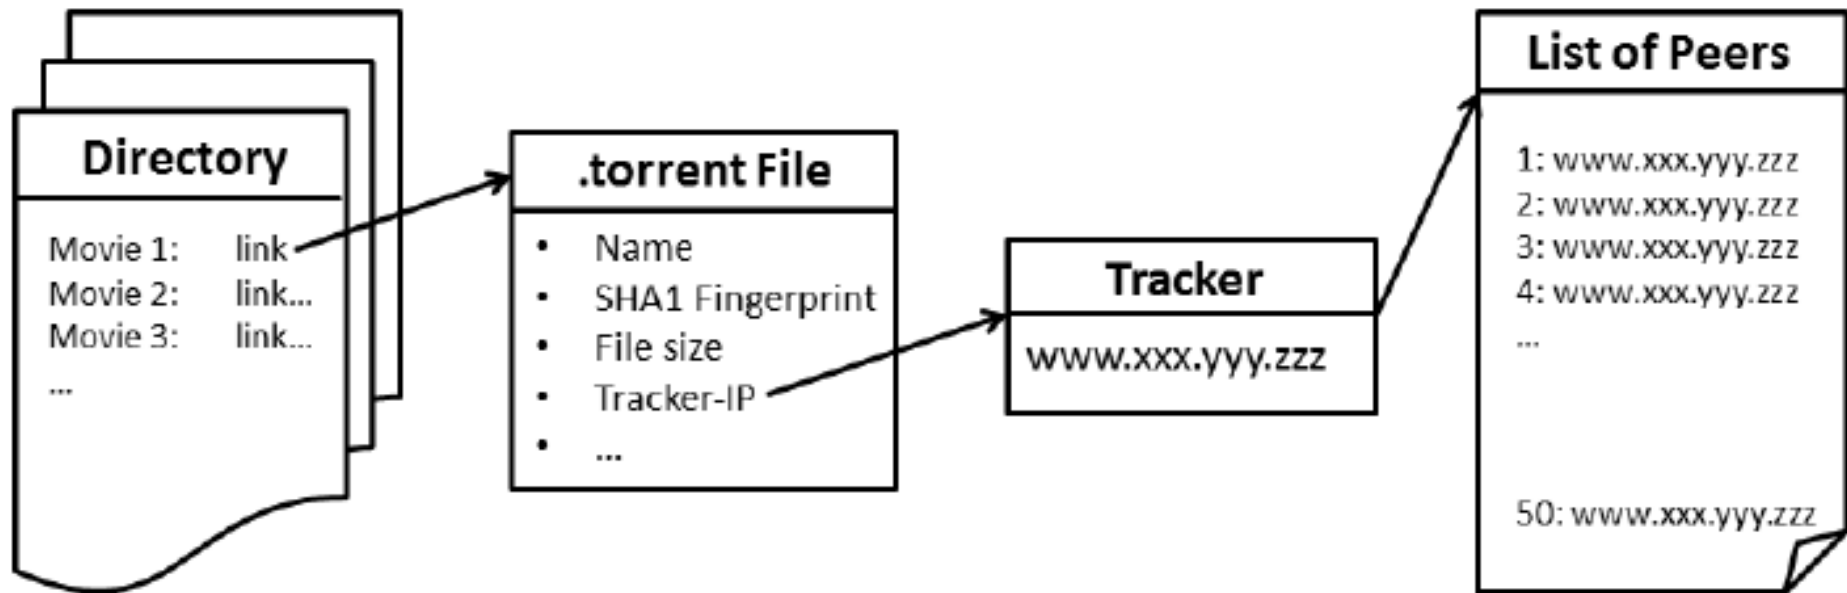 Directory
Movie 1: link
Movie 2: link...
Movie 3: link...
...
.torrent File
• Name
• SHA1 Fingerprint
• File size
• Tracker-IP
• ...
Tracker
www.xxx.yyy.zzz
List of Peers
1: www.xxx.yyy.zzz
2: www.xxx.yyy.zzz
3: www.xxx.yyy.zzz
4: www.xxx.yyy.zzz
...
50: www.xxx.yyy.zzz